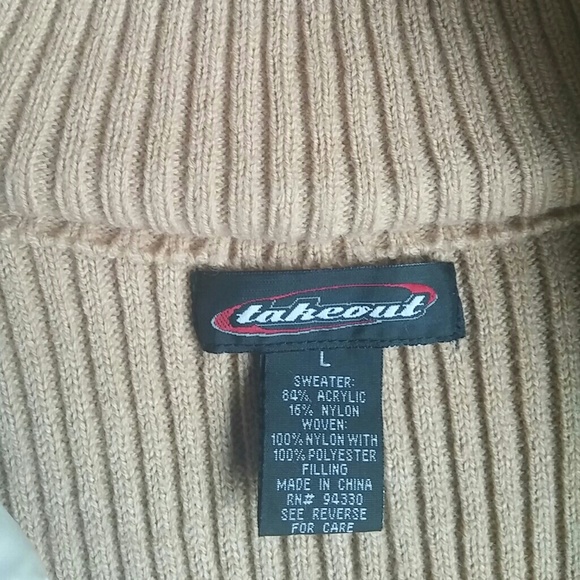 takeout
L
SWEATER:
84% ACRYLIC
16% NYLON
WOVEN:
100% NYLON WITH
100% POLYESTER
FILLING
MADE IN CHINA
RN# 94330
SEE REVERSE
FOR CARE